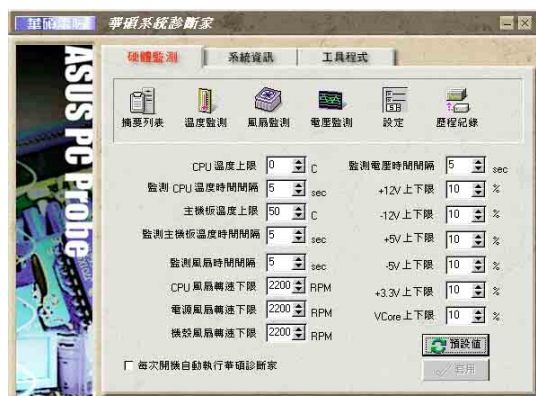 華碩系統診斷家
ASUS PC Probe
硬體監測 系統資訊 工具程式
摘要列表 溫度監測 風扇監測 電壓監測 設定 歷程紀錄
CPU 溫度上限 0 C
監測 CPU 溫度時間間隔 5 sec
主機板溫度上限 50 C
監測主機板溫度時間間隔 5 sec
監測風扇時間間隔 5 sec
CPU 風扇轉速下限 2200 RPM
電源風扇轉速下限 2200 RPM
機殼風扇轉速下限 2200 RPM
監測電壓時間間隔 5 sec
+12V 上下限 10 %
-12V 上下限 10 %
+5V 上下限 10 %
-5V 上下限 10 %
+3.3V 上下限 10 %
VCore 上下限 10 %
預設值
套用
每次開機自動執行華碩診斷家